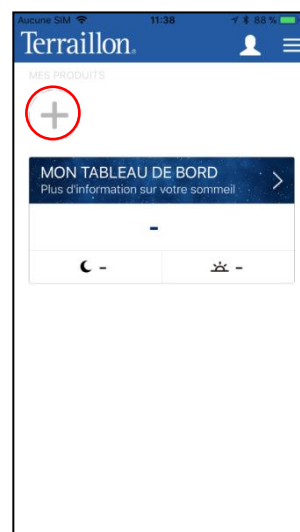 Aucune SIM 11:38 88 %
Terraillon®
MES PRODUITS
MON TABLEAU DE BORD
Plus d'information sur votre sommeil
-
- -